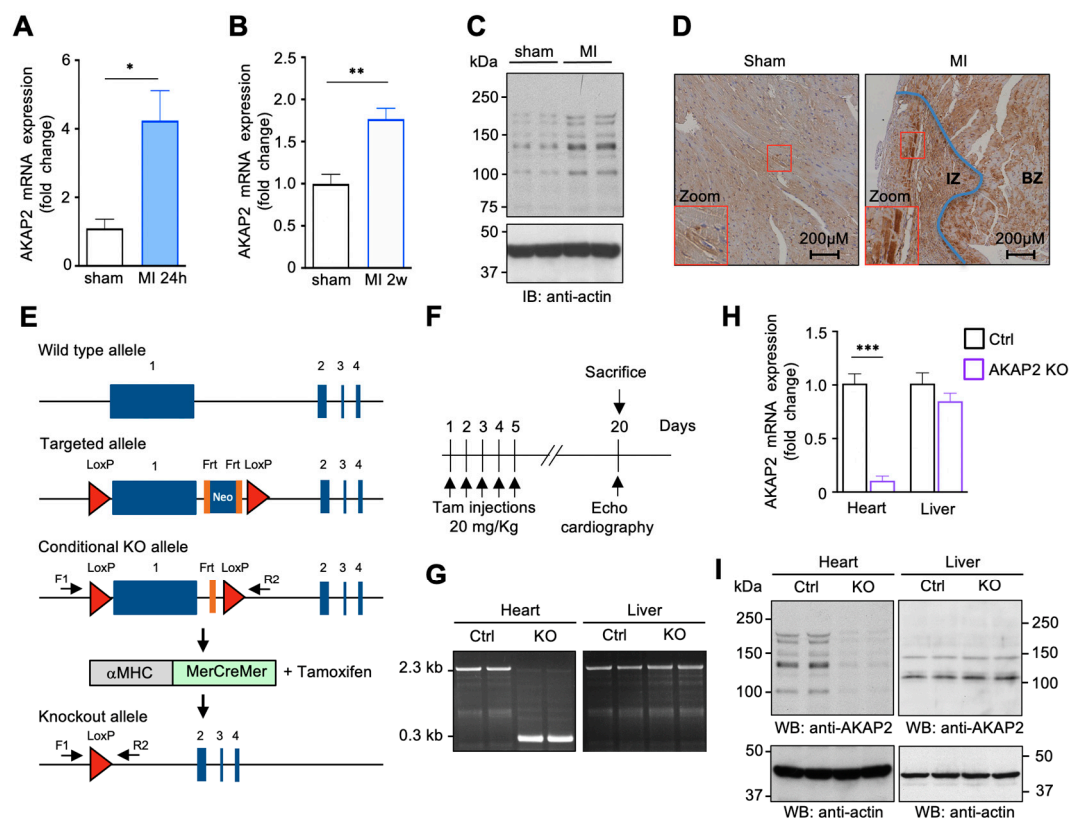 A
AKAP2 mRNA expression
(fold change)
6
4
2
0
*
sham
MI 24h
B
AKAP2 mRNA expression
(fold change)
2.5
2.0
1.5
1.0
0.5
0
**
sham
MI 2w
C
kDa
sham
MI
250
150
100
75
50
37
IB: anti-actin
D
Sham
MI
Zoom
200µM
Zoom
IZ
BZ
200µM
E
Wild type allele
1
2 3 4
Targeted allele
LoxP
1
Frt
Frt
LoxP
2 3 4
Neo
Conditional KO allele
LoxP
1
Frt
LoxP
2 3 4
F1
R2
αMHC
MerCreMer
+ Tamoxifen
Knockout allele
LoxP
2 3 4
F1
R2
F
Sacrifice
1 2 3 4 5
20
Days
Tam injections
20 mg/Kg
Echo
cardiography
G
Heart
Liver
Ctrl
KO
Ctrl
KO
2.3 kb
0.3 kb
H
AKAP2 mRNA expression
(fold change)
1.5
1.0
0.5
0
***
Ctrl
AKAP2 KO
Heart
Liver
I
kDa
Heart
Liver
Ctrl
KO
Ctrl
KO
250
150
100
250
150
100
WB: anti-AKAP2
WB: anti-AKAP2
50
37
50
37
WB: anti-actin
WB: anti-actin